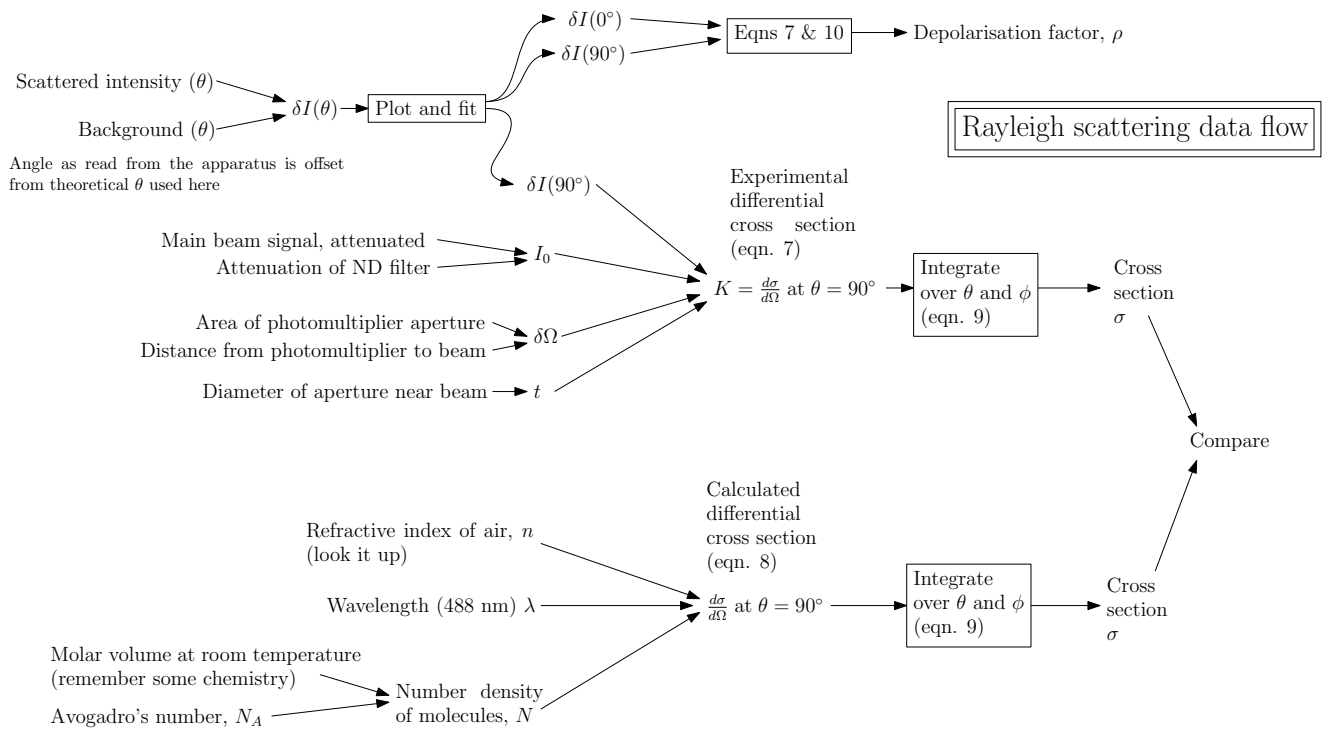 δI(0°)
Eqns 7 & 10
Depolarisation factor, ρ
δI(90°)
Scattered intensity (θ)
δI(θ)
Plot and fit
Background (θ)
Rayleigh scattering data flow
Angle as read from the apparatus is offset
from theoretical θ used here
δI(90°)
Experimental
differential
cross section
(eqn. 7)
Main beam signal, attenuated
Attenuation of ND filter
I₀
K = dσ/dΩ at θ = 90°
Integrate
over θ and φ
(eqn. 9)
Cross
section
σ
Area of photomultiplier aperture
Distance from photomultiplier to beam
δΩ
Diameter of aperture near beam
t
Compare
Calculated
differential
cross section
(eqn. 8)
Refractive index of air, n
(look it up)
Wavelength (488 nm) λ
dσ/dΩ at θ = 90°
Integrate
over θ and φ
(eqn. 9)
Cross
section
σ
Molar volume at room temperature
(remember some chemistry)
Avogadro's number, N_A
Number density
of molecules, N